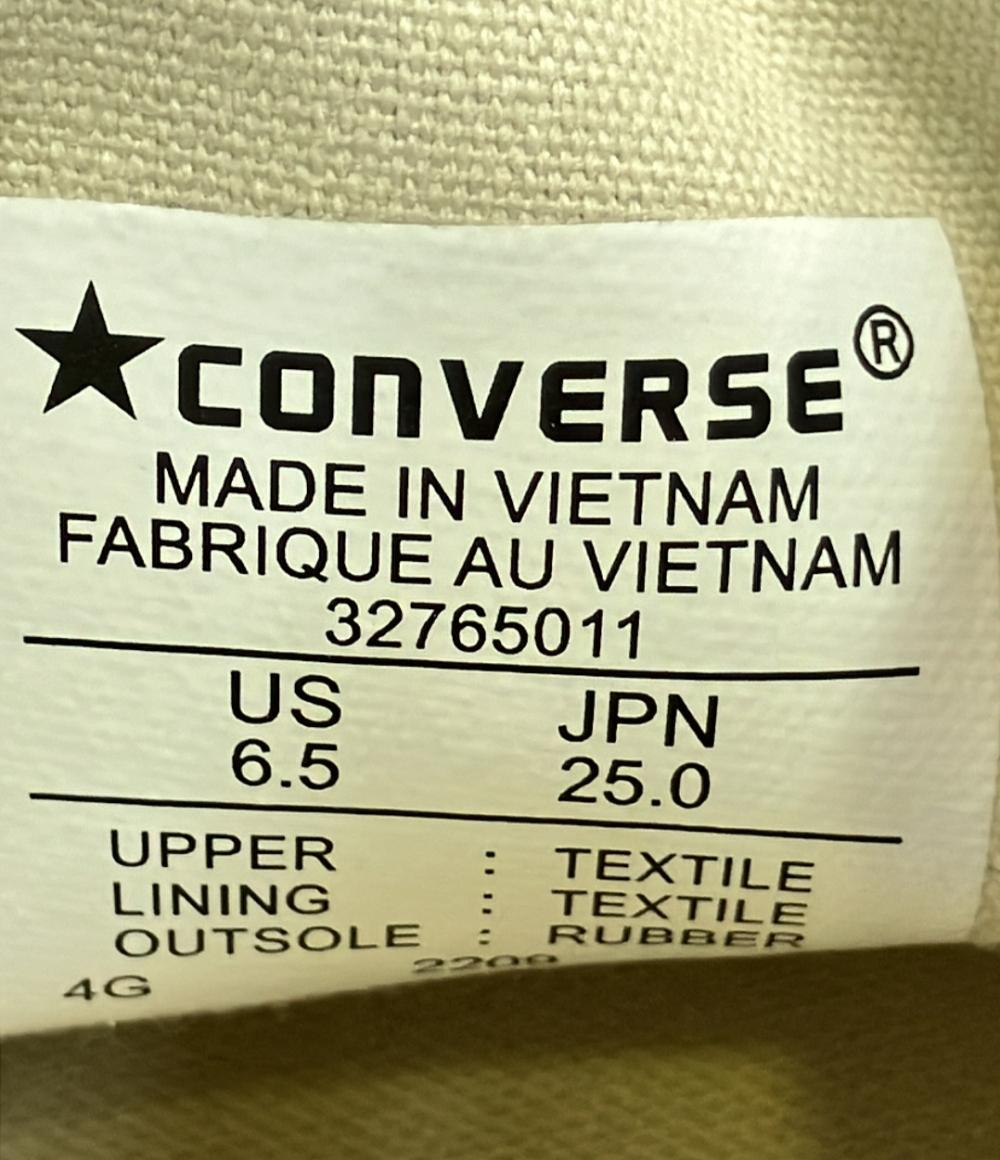 ★CONVERSE®
MADE IN VIETNAM
FABRIQUE AU VIETNAM
32765011
US JPN
6.5 25.0
UPPER : TEXTILE
LINING : TEXTILE
OUTSOLE : RUBBER
4G 2209